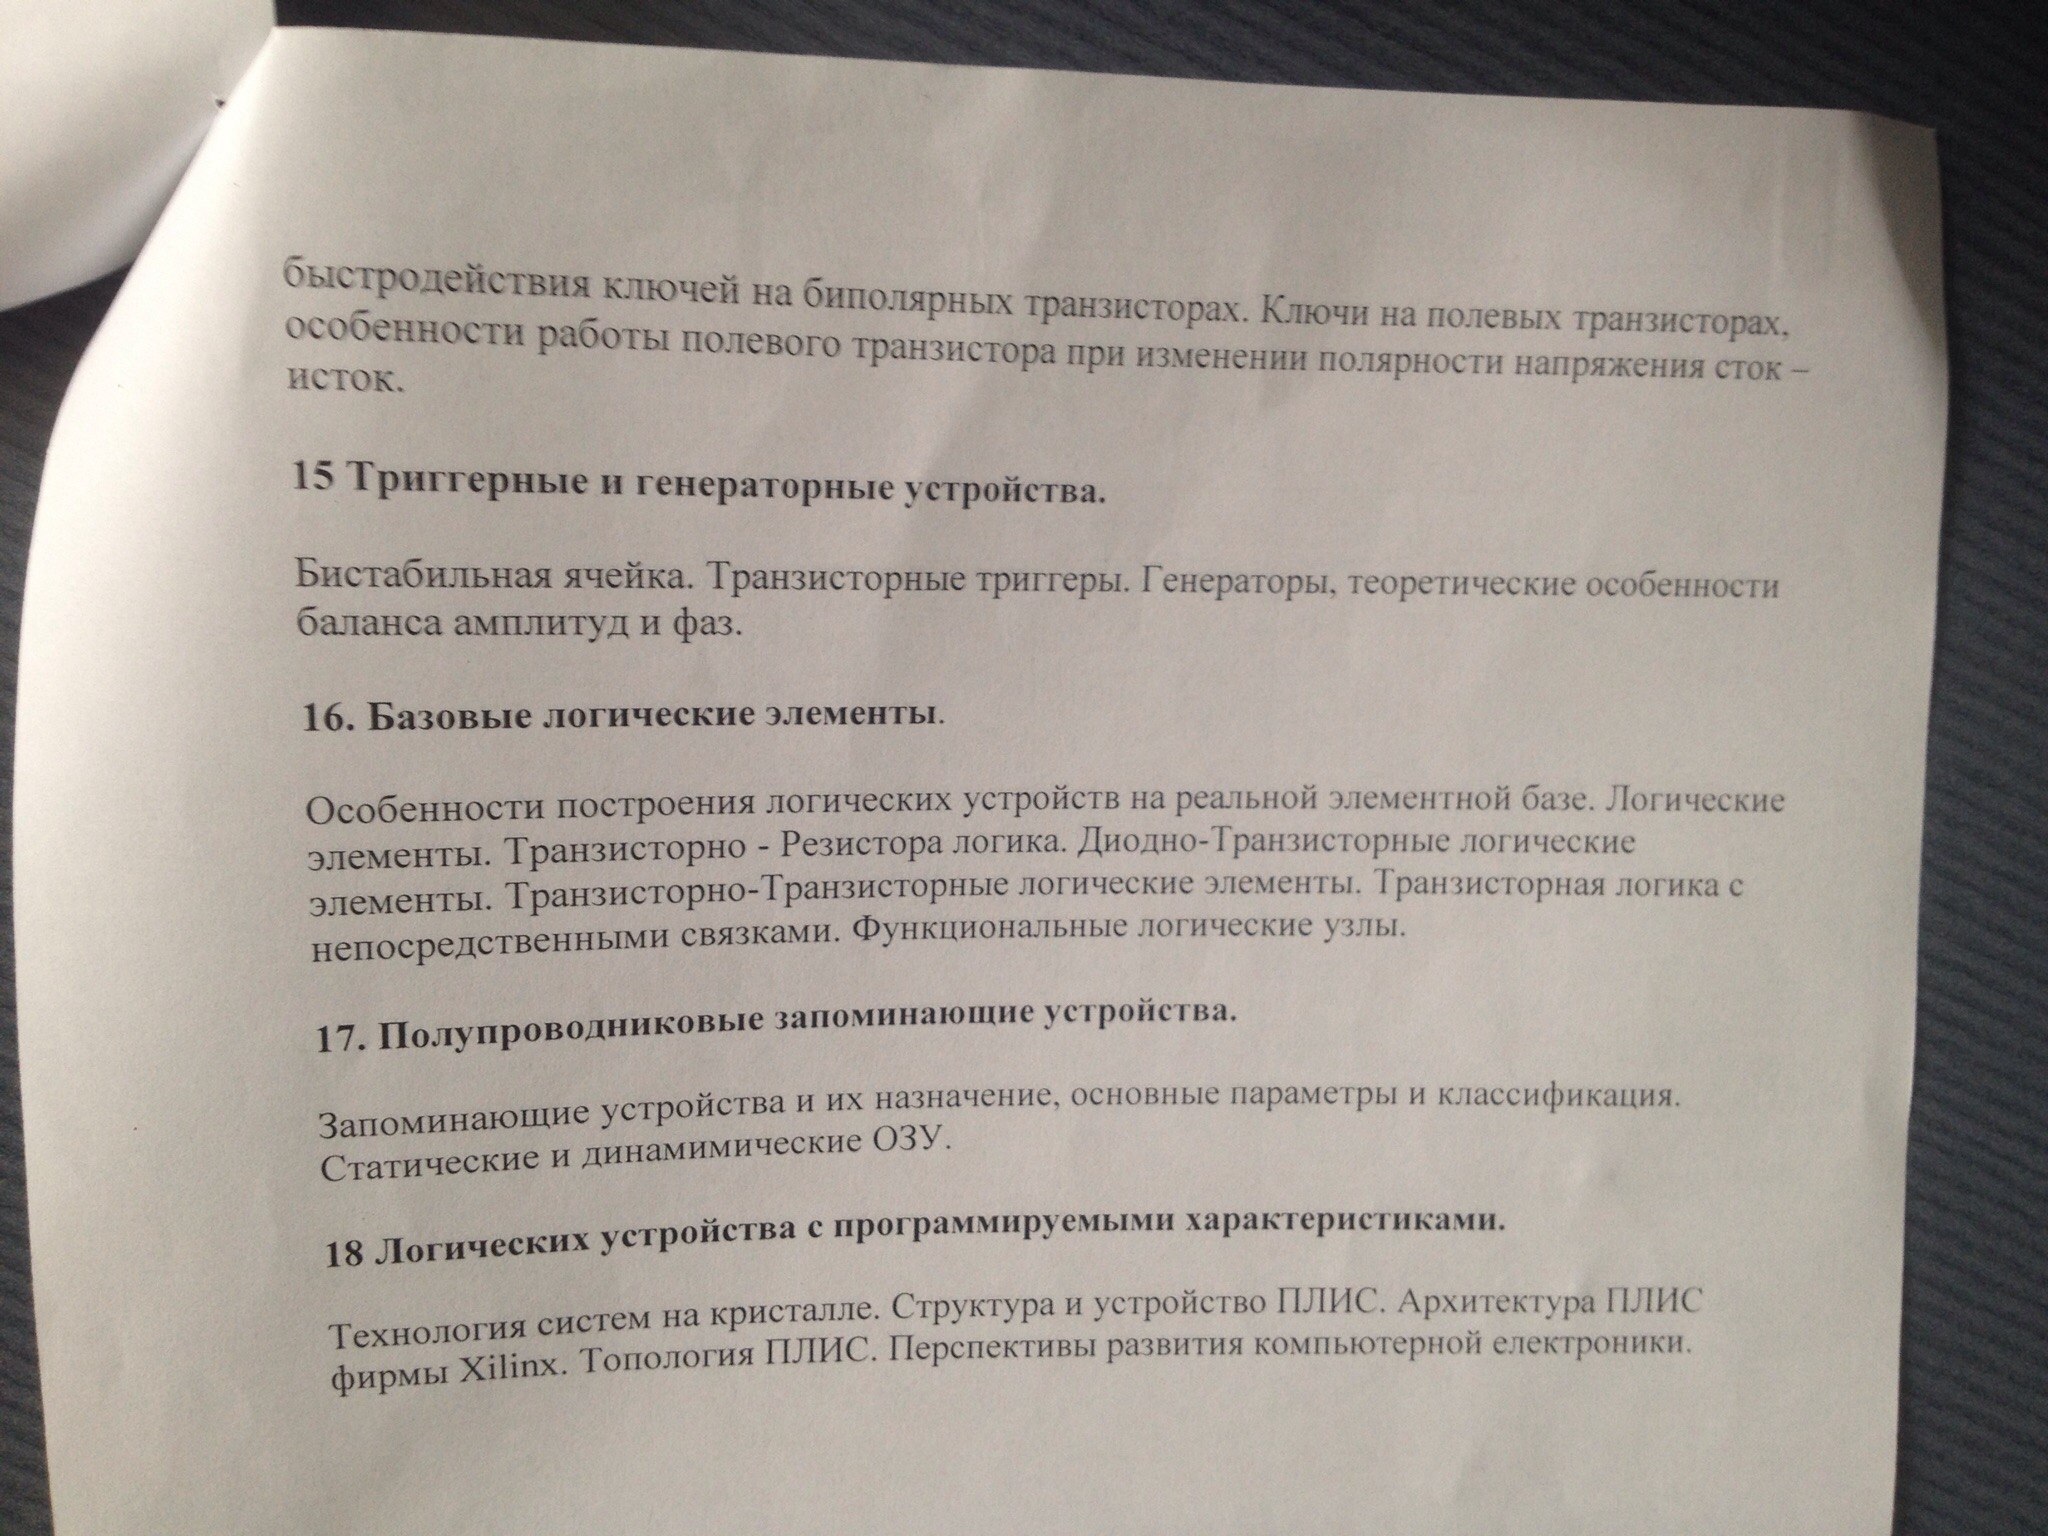 быстродействия ключей на биполярных транзисторах. Ключи на полевых транзисторах,
особенности работы полевого транзистора при изменении полярности напряжения сток –
исток.
15 Триггерные и генераторные устройства.
Бистабильная ячейка. Транзисторные триггеры. Генераторы, теоретические особенности
баланса амплитуд и фаз.
16. Базовые логические элементы.
Особенности построения логических устройств на реальной элементной базе. Логические
элементы. Транзисторно - Резистора логика. Диодно-Транзисторные логические
элементы. Транзисторно-Транзисторные логические элементы. Транзисторная логика с
непосредственными связками. Функциональные логические узлы.
17. Полупроводниковые запоминающие устройства.
Запоминающие устройства и их назначение, основные параметры и классификация.
Статические и динамимические ОЗУ.
18 Логических устройства с программируемыми характеристиками.
Технология систем на кристалле. Структура и устройство ПЛИС. Архитектура ПЛИС
фирмы Xilinx. Топология ПЛИС. Перспективы развития компьютерной електроники.